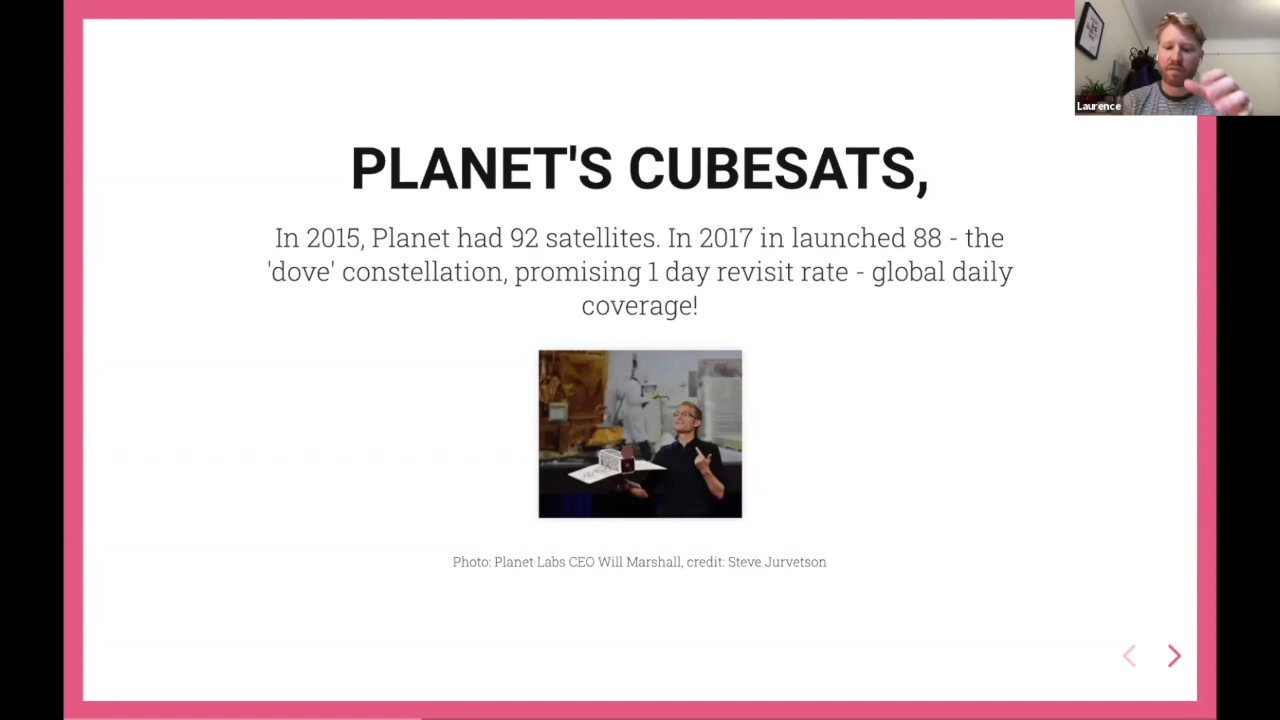 Laurence
PLANET'S CUBESATS,
In 2015, Planet had 92 satellites. In 2017 in launched 88 - the
'dove' constellation, promising 1 day revisit rate - global daily
coverage!
Photo: Planet Labs CEO Will Marshall, credit: Steve Jurvetson